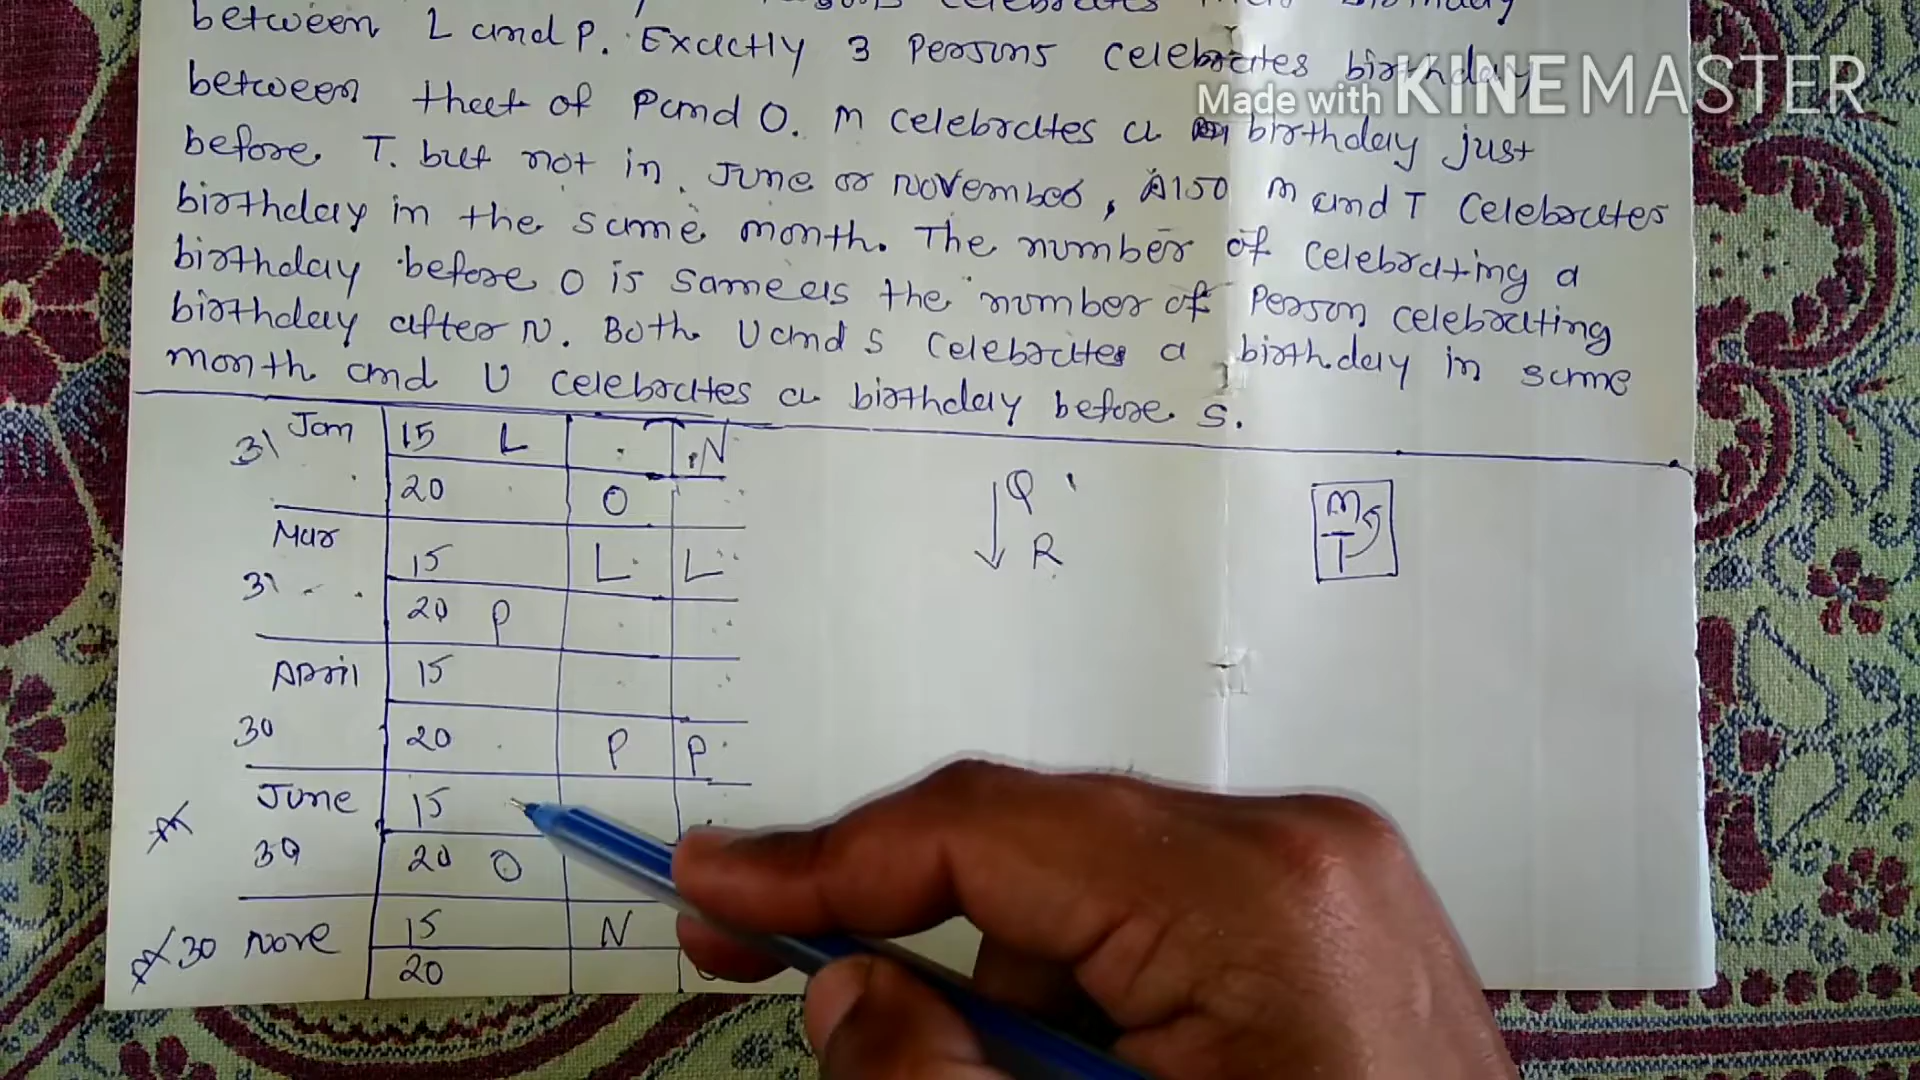 celebrates their birthday
between L and P. Exactly 3 Persons celebrates birthday
between that of P and O. M celebrates a birthday just
before T. but not in June or November, Also M and T celebrates
birthday in the same month. The number of celebrating a
birthday before O is same as the number of Person celebrating
birthday after N. Both U and S celebrates a birthday in same
month and U celebrates a birthday before S.
Made with KINEMASTER
31 Jan 15 L . .N
20 O
Mar 15 L L
31 20 P
April 15
30 20 P P
June 15
30 20 O
30 Nove 15 N
20
Q
R
M
T